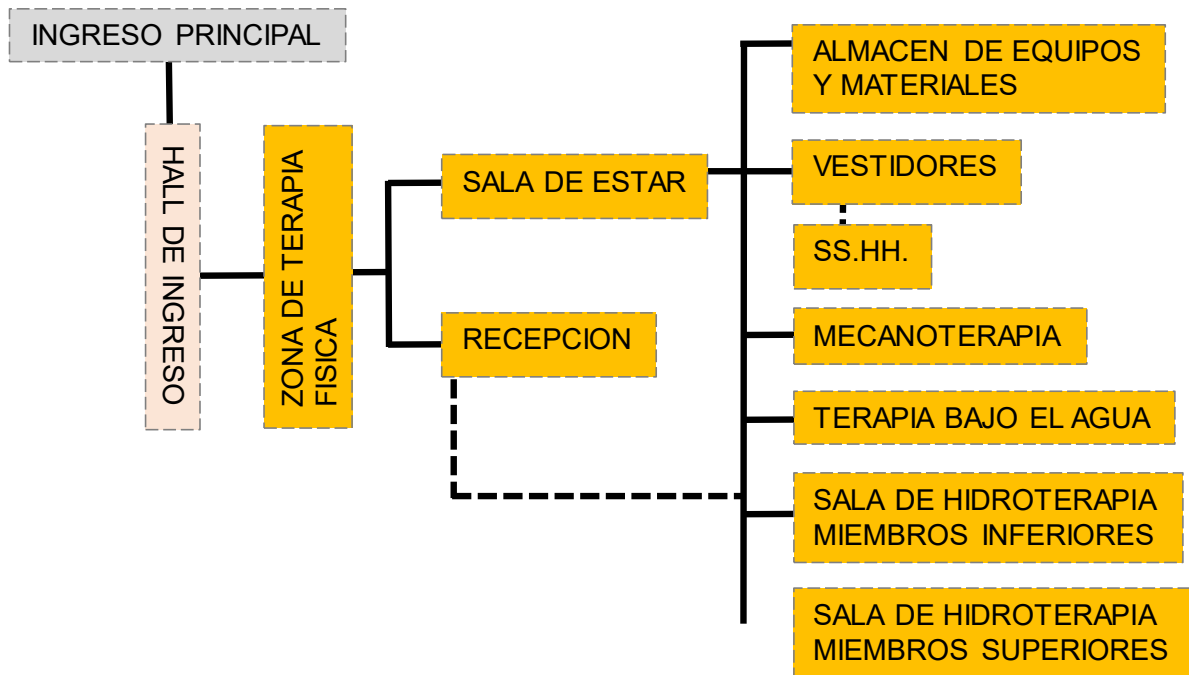 INGRESO PRINCIPAL
HALL DE INGRESO
ZONA DE TERAPIA
FISICA
SALA DE ESTAR
RECEPCION
ALMACEN DE EQUIPOS
Y MATERIALES
VESTIDORES
SS.HH.
MECANOTERAPIA
TERAPIA BAJO EL AGUA
SALA DE HIDROTERAPIA
MIEMBROS INFERIORES
SALA DE HIDROTERAPIA
MIEMBROS SUPERIORES